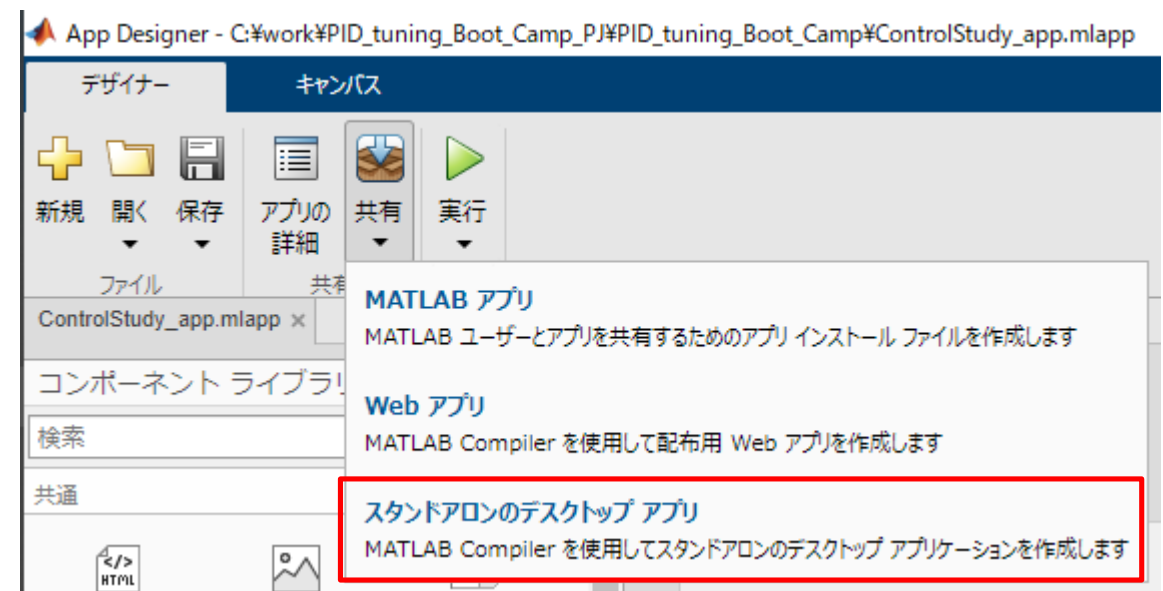 App Designer - C:¥work¥PID_tuning_Boot_Camp_PJ¥PID_tuning_Boot_Camp¥ControlStudy_app.mlapp
デザイナー キャンバス
新規 開く 保存 アプリの 共有 実行
詳細
ファイル 共有
MATLAB アプリ
ControlStudy_app.mlapp ×
MATLAB ユーザーとアプリを共有するためのアプリ インストール ファイルを作成します
コンポーネント ライブラリ
Web アプリ
検索
MATLAB Compiler を使用して配布用 Web アプリを作成します
共通
スタンドアロンのデスクトップ アプリ
MATLAB Compiler を使用してスタンドアロンのデスクトップ アプリケーションを作成します
</>
HTML